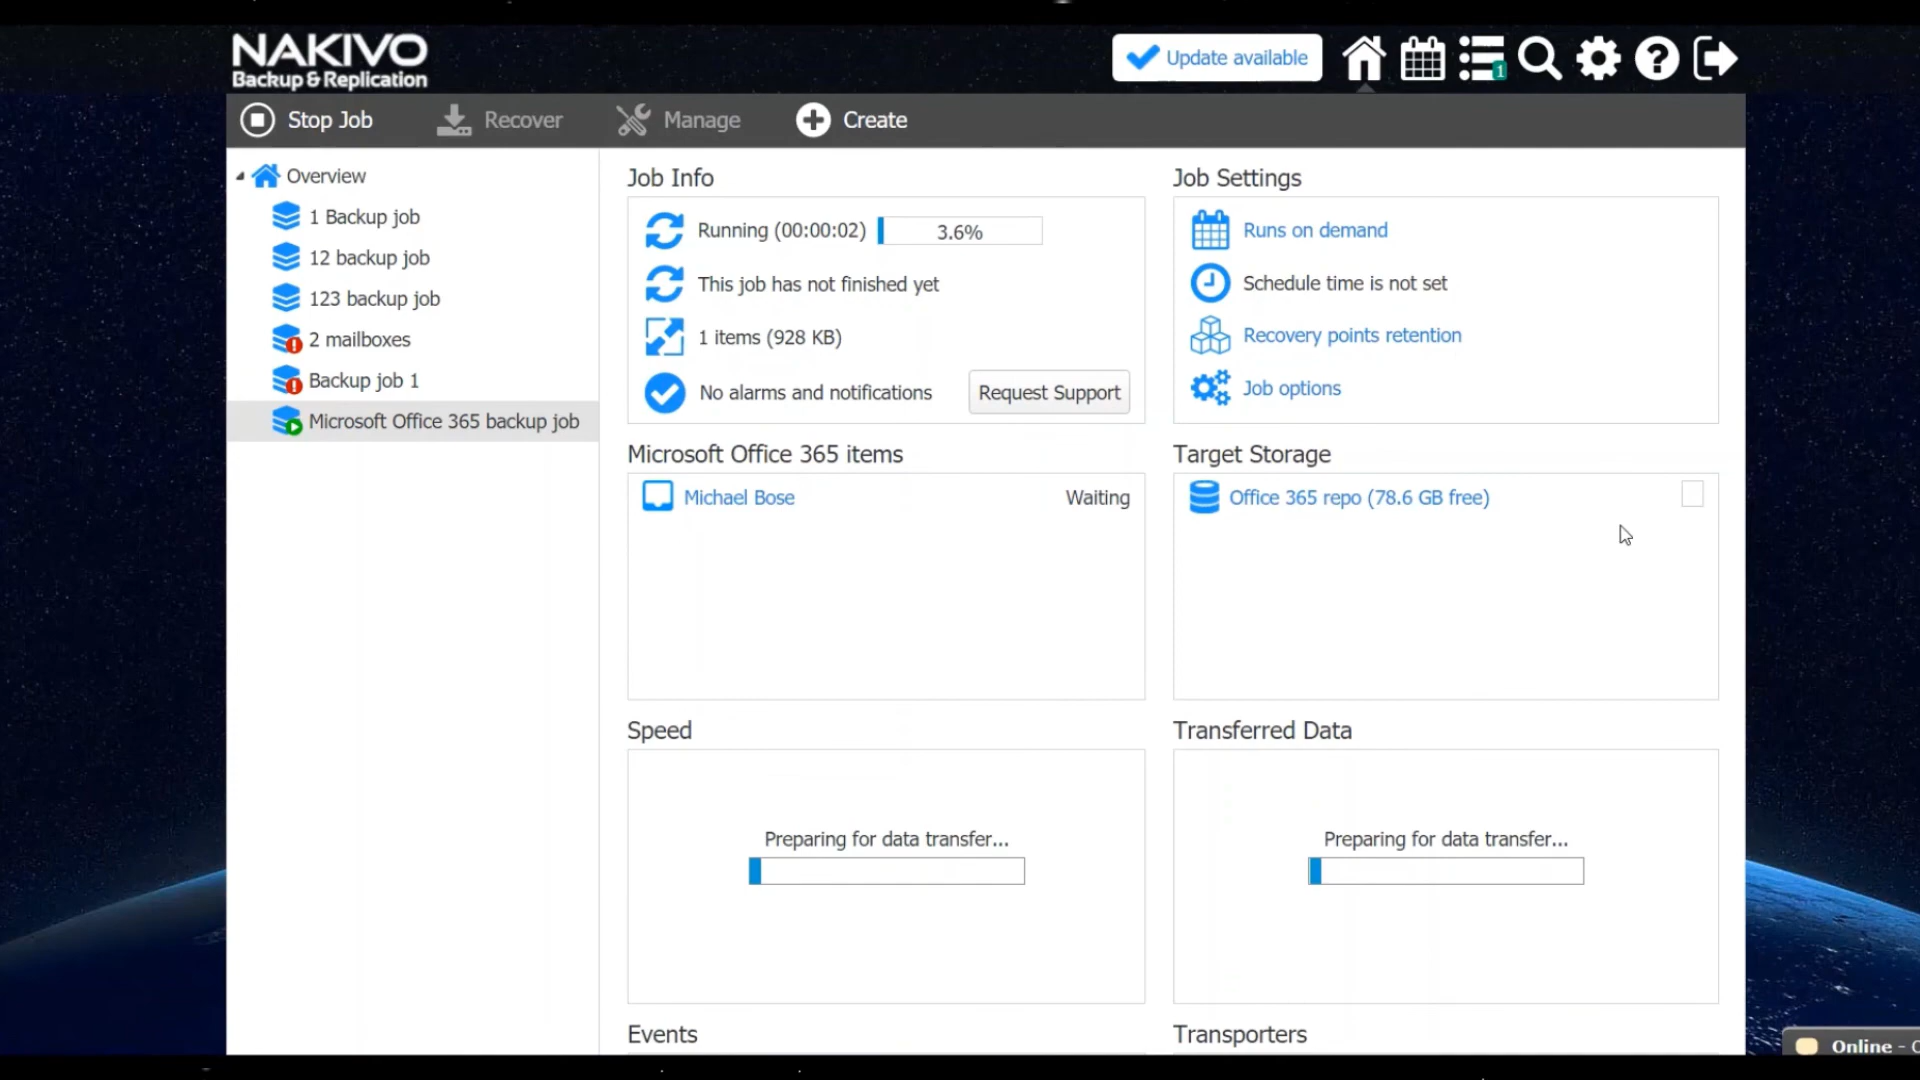 NAKIVO
Backup & Replication
Update available
1
Stop Job
Recover
Manage
Create
Overview
1 Backup job
12 backup job
123 backup job
2 mailboxes
Backup job 1
Microsoft Office 365 backup job
Job Info
Running (00:00:02)
3.6%
This job has not finished yet
1 items (928 KB)
No alarms and notifications
Request Support
Job Settings
Runs on demand
Schedule time is not set
Recovery points retention
Job options
Microsoft Office 365 items
Michael Bose
Waiting
Target Storage
Office 365 repo (78.6 GB free)
Speed
Preparing for data transfer...
Transferred Data
Preparing for data transfer...
Events
Transporters
Online -